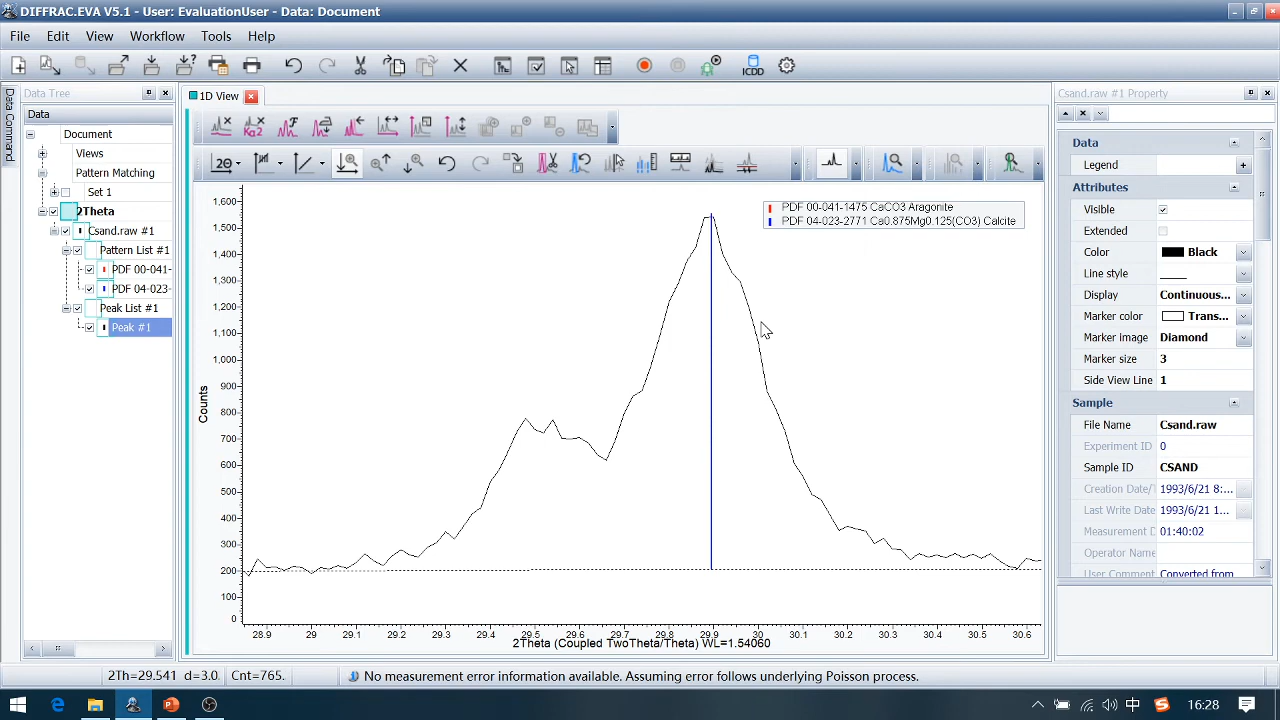 DIFFRAC.EVA V5.1 - User: EvaluationUser - Data: Document
File Edit View Workflow Tools Help
ICDD
Data Command
Data Tree
Data
Document
Views
Pattern Matching
Set 1
2Theta
Csand.raw #1
Pattern List #1
PDF 00-041-
PDF 04-023-
Peak List #1
Peak #1
1D View
2θ
Kα2
PDF 00-041-1475 CaCO3 Aragonite
PDF 04-023-2771 Ca0.875Mg0.125(CO3) Calcite
Counts
1,600
1,500
1,400
1,300
1,200
1,100
1,000
900
800
700
600
500
400
300
200
100
0
28.9 29 29.1 29.2 29.3 29.4 29.5 29.6 29.7 29.8 29.9 30.0 30.1 30.2 30.3 30.4 30.5 30.6
2Theta (Coupled TwoTheta/Theta) WL=1.54060
Csand.raw #1 Property
Data
Legend
Attributes
Visible
Extended
Color Black
Line style
Display Continuous...
Marker color Trans...
Marker image Diamond
Marker size 3
Side View Line 1
Sample
File Name Csand.raw
Experiment ID 0
Sample ID CSAND
Creation Date/T 1993/6/21 8:...
Last Write Date 1993/6/21 1...
Measurement D 01:40:02
Operator Name
User Comment Converted from
2Th=29.541 d=3.0 Cnt=765.
No measurement error information available. Assuming error follows underlying Poisson process.
中
16:28